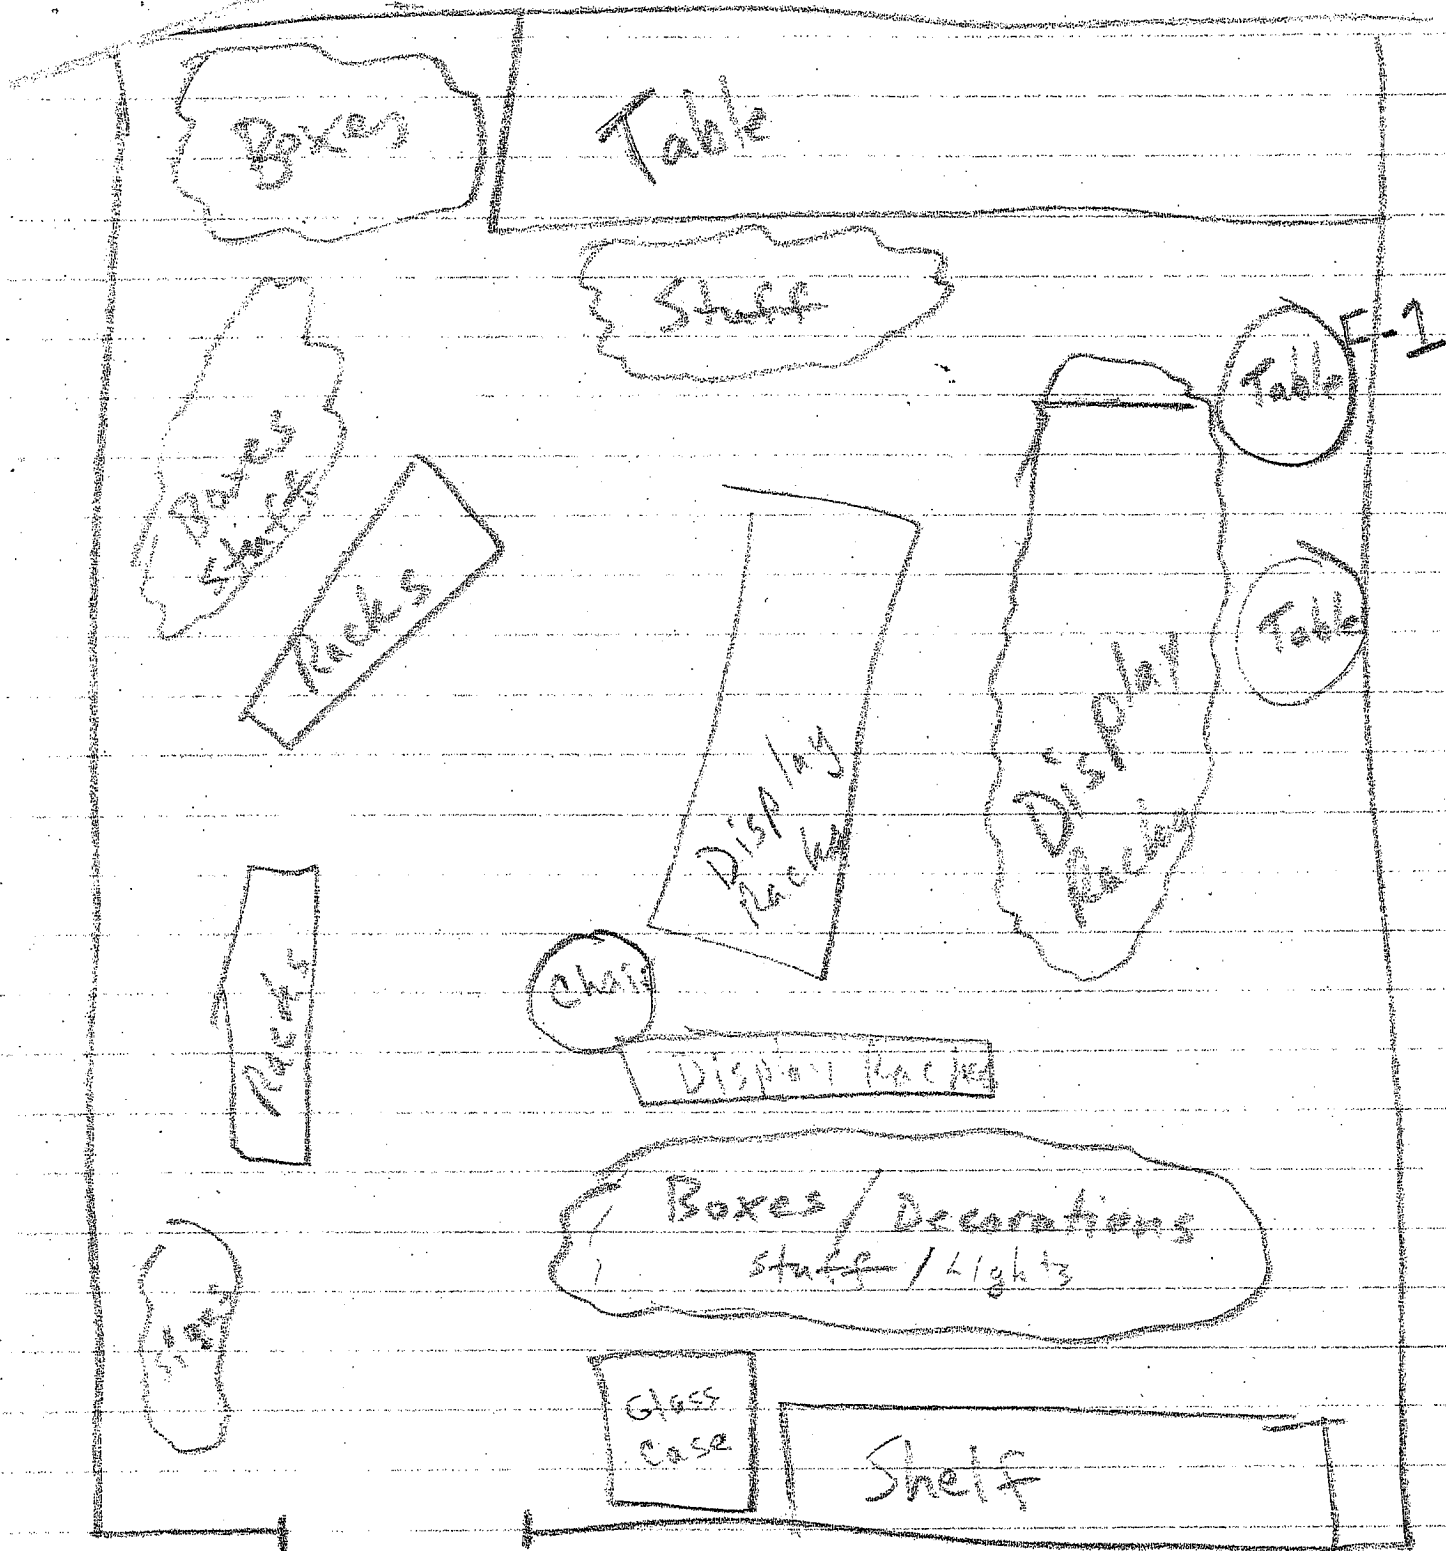 Boxes
Table
Stuff
F-1
Table
Boxes
Stuff
Racks
Table
Display
Racks
Display
Racks
Racks
Chair
Display Racks
Boxes / Decorations
stuff / Lights
Signs
Glass
Case
Shelf